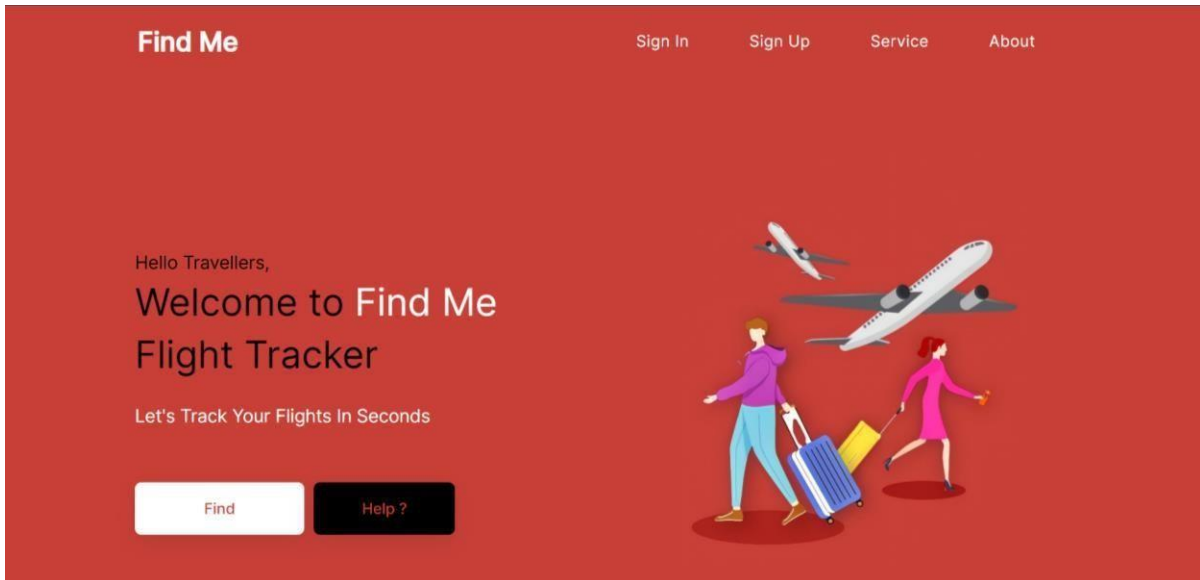 Find Me
Sign In
Sign Up
Service
About
Hello Travellers,
Welcome to Find Me
Flight Tracker
Let's Track Your Flights In Seconds
Find
Help ?